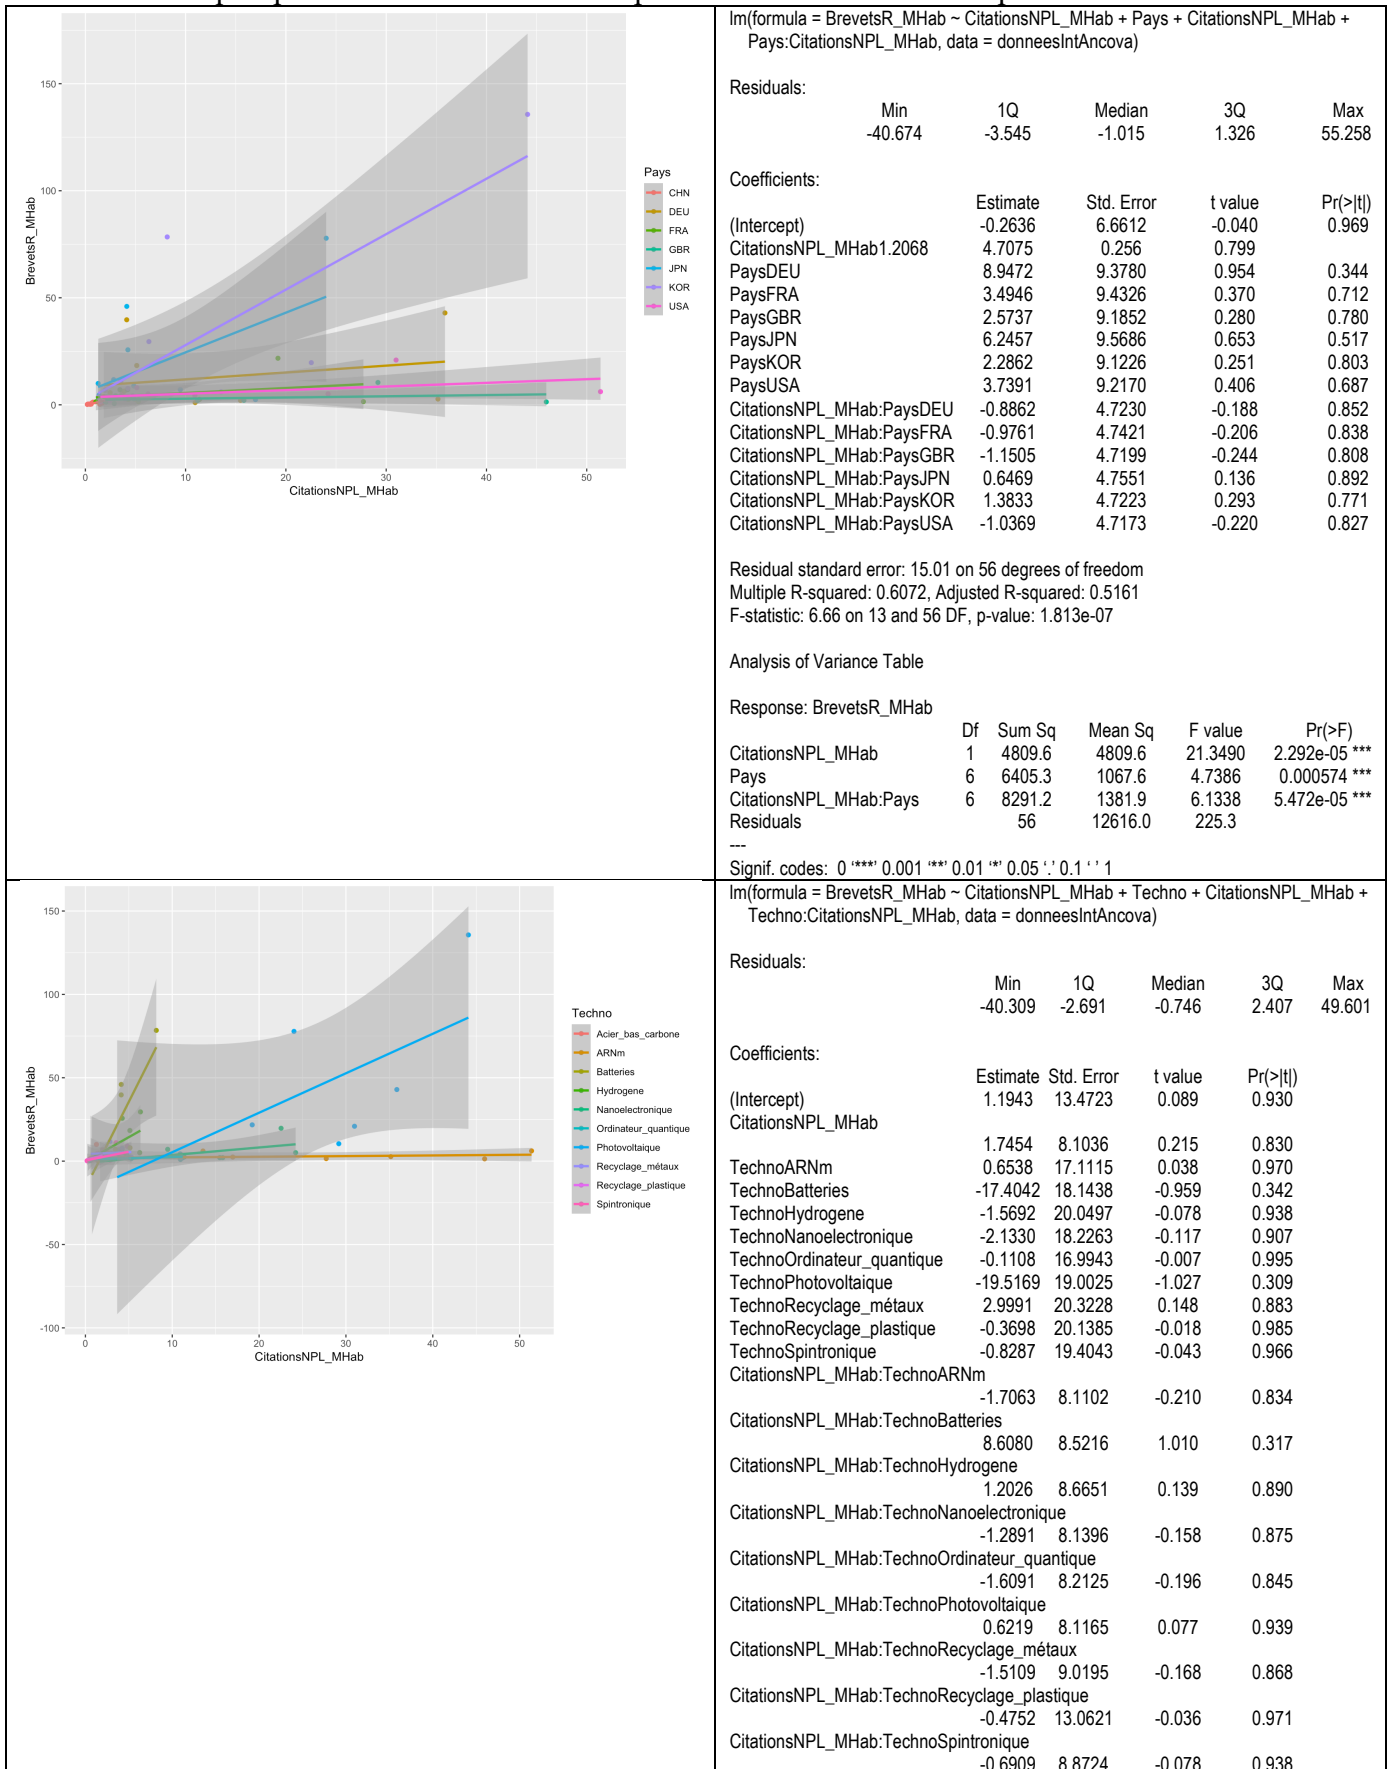 150
100
50
0
0
10
20
30
40
50
BrevetsR_MHab
CitationsNPL_MHab
Pays
CHN
DEU
FRA
GBR
JPN
KOR
USA
lm(formula = BrevetsR_MHab ~ CitationsNPL_MHab + Pays + CitationsNPL_MHab +
Pays:CitationsNPL_MHab, data = donneesIntAncova)
Residuals:
Min 1Q Median 3Q Max
-40.674 -3.545 -1.015 1.326 55.258
Coefficients:
Estimate Std. Error t value Pr(>|t|)
(Intercept) -0.2636 6.6612 -0.040 0.969
CitationsNPL_MHab1.2068 4.7075 0.256 0.799
PaysDEU 8.9472 9.3780 0.954 0.344
PaysFRA 3.4946 9.4326 0.370 0.712
PaysGBR 2.5737 9.1852 0.280 0.780
PaysJPN 6.2457 9.5686 0.653 0.517
PaysKOR 2.2862 9.1226 0.251 0.803
PaysUSA 3.7391 9.2170 0.406 0.687
CitationsNPL_MHab:PaysDEU -0.8862 4.7230 -0.188 0.852
CitationsNPL_MHab:PaysFRA -0.9761 4.7421 -0.206 0.838
CitationsNPL_MHab:PaysGBR -1.1505 4.7199 -0.244 0.808
CitationsNPL_MHab:PaysJPN 0.6469 4.7551 0.136 0.892
CitationsNPL_MHab:PaysKOR 1.3833 4.7223 0.293 0.771
CitationsNPL_MHab:PaysUSA -1.0369 4.7173 -0.220 0.827
Residual standard error: 15.01 on 56 degrees of freedom
Multiple R-squared: 0.6072, Adjusted R-squared: 0.5161
F-statistic: 6.66 on 13 and 56 DF, p-value: 1.813e-07
Analysis of Variance Table
Response: BrevetsR_MHab
Df Sum Sq Mean Sq F value Pr(>F)
CitationsNPL_MHab 1 4809.6 4809.6 21.3490 2.292e-05 ***
Pays 6 6405.3 1067.6 4.7386 0.000574 ***
CitationsNPL_MHab:Pays 6 8291.2 1381.9 6.1338 5.472e-05 ***
Residuals 56 12616.0 225.3
---
Signif. codes: 0 ‘***’ 0.001 ‘**’ 0.01 ‘*’ 0.05 ‘.’ 0.1 ‘ ’ 1
150
100
50
0
-50
-100
0
10
20
30
40
50
BrevetsR_MHab
CitationsNPL_MHab
Techno
Acier_bas_carbone
ARNm
Batteries
Hydrogene
Nanoelectronique
Ordinateur_quantique
Photovoltaique
Recyclage_métaux
Recyclage_plastique
Spintronique
lm(formula = BrevetsR_MHab ~ CitationsNPL_MHab + Techno + CitationsNPL_MHab +
Techno:CitationsNPL_MHab, data = donneesIntAncova)
Residuals:
Min 1Q Median 3Q Max
-40.309 -2.691 -0.746 2.407 49.601
Coefficients:
Estimate Std. Error t value Pr(>|t|)
(Intercept) 1.1943 13.4723 0.089 0.930
CitationsNPL_MHab
1.7454 8.1036 0.215 0.830
TechnoARNm 0.6538 17.1115 0.038 0.970
TechnoBatteries -17.4042 18.1438 -0.959 0.342
TechnoHydrogene -1.5692 20.0497 -0.078 0.938
TechnoNanoelectronique -2.1330 18.2263 -0.117 0.907
TechnoOrdinateur_quantique -0.1108 16.9943 -0.007 0.995
TechnoPhotovoltaique -19.5169 19.0025 -1.027 0.309
TechnoRecyclage_métaux 2.9991 20.3228 0.148 0.883
TechnoRecyclage_plastique -0.3698 20.1385 -0.018 0.985
TechnoSpintronique -0.8287 19.4043 -0.043 0.966
CitationsNPL_MHab:TechnoARNm
-1.7063 8.1102 -0.210 0.834
CitationsNPL_MHab:TechnoBatteries
8.6080 8.5216 1.010 0.317
CitationsNPL_MHab:TechnoHydrogene
1.2026 8.6651 0.139 0.890
CitationsNPL_MHab:TechnoNanoelectronique
-1.2891 8.1396 -0.158 0.875
CitationsNPL_MHab:TechnoOrdinateur_quantique
-1.6091 8.2125 -0.196 0.845
CitationsNPL_MHab:TechnoPhotovoltaique
0.6219 8.1165 0.077 0.939
CitationsNPL_MHab:TechnoRecyclage_métaux
-1.5109 9.0195 -0.168 0.868
CitationsNPL_MHab:TechnoRecyclage_plastique
-0.4752 13.0621 -0.036 0.971
CitationsNPL_MHab:TechnoSpintronique
-0.6909 8.8724 -0.078 0.938